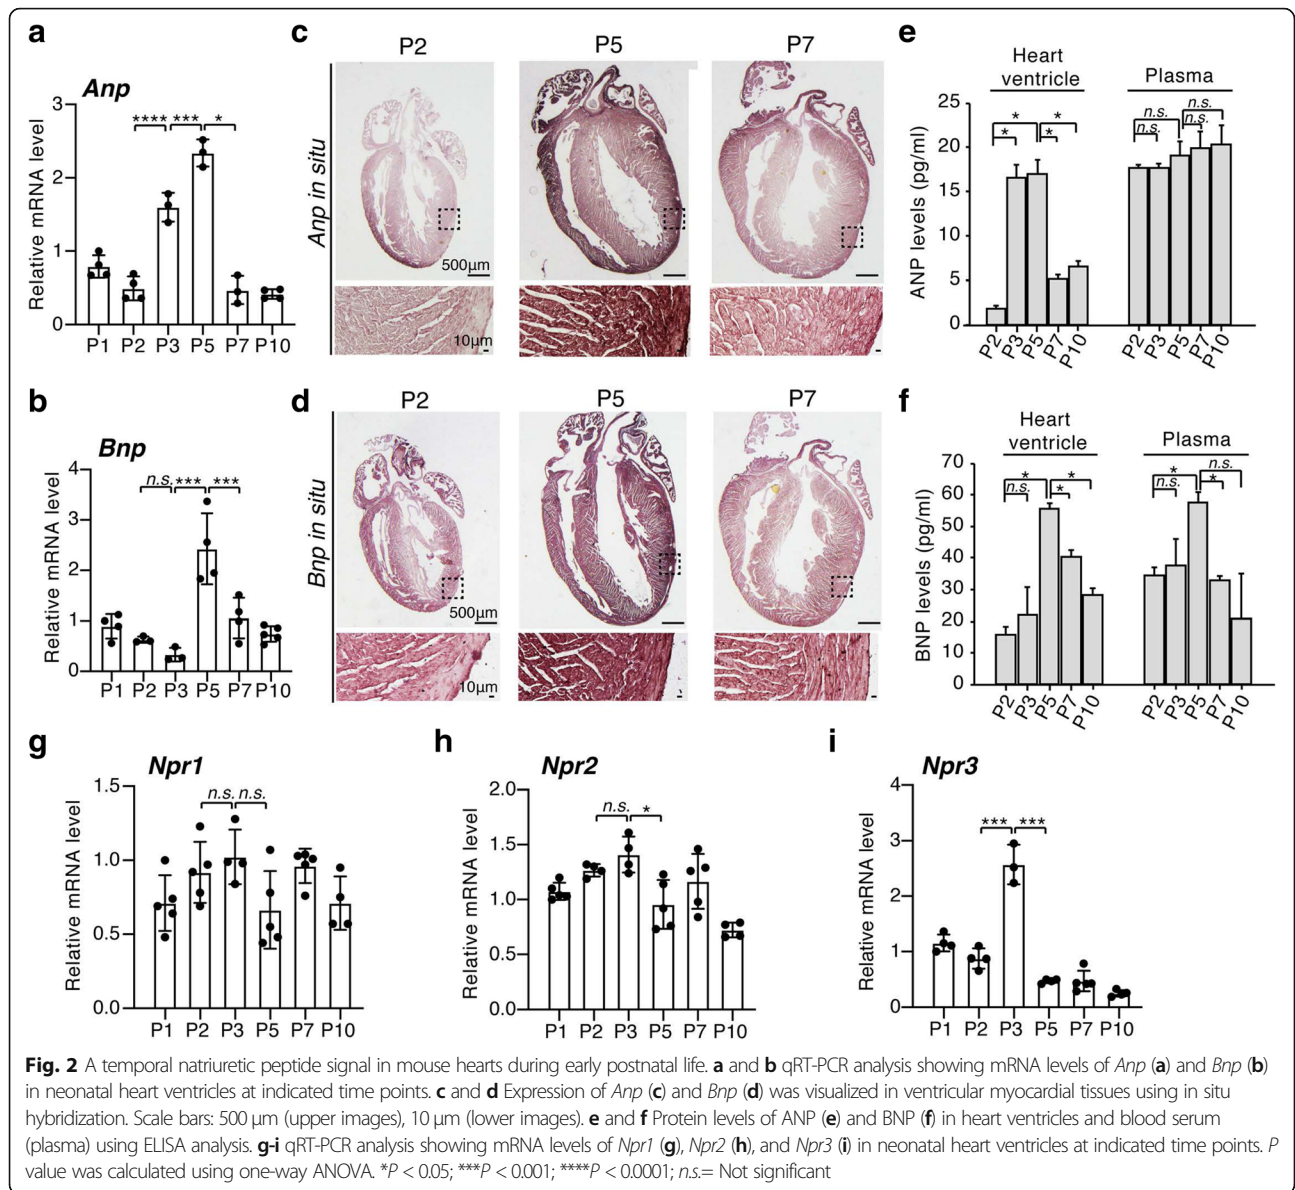 a
Anp
Relative mRNA level
3
2
1
0
**** *** *
P1 P2 P3 P5 P7 P10
b
Bnp
Relative mRNA level
4
3
2
1
0
n.s. *** ***
P1 P2 P3 P5 P7 P10
c
P2 P5 P7
Anp in situ
500µm
10µm
d
P2 P5 P7
Bnp in situ
500µm
10µm
e
Heart
ventricle
Plasma
ANP levels (pg/ml)
25
20
15
10
5
0
* n.s. n.s.
* * * n.s. n.s.
P2 P3 P5 P7 P10 P2 P3 P5 P7 P10
f
Heart
ventricle
Plasma
BNP levels (pg/ml)
70
60
50
40
30
20
10
0
* * * n.s.
n.s. * n.s. *
P2 P3 P5 P7 P10 P2 P3 P5 P7 P10
g
Npr1
Relative mRNA level
1.5
1.0
0.5
0.0
n.s. n.s.
P1 P2 P3 P5 P7 P10
h
Npr2
Relative mRNA level
2.0
1.5
1.0
0.5
0.0
n.s. *
P1 P2 P3 P5 P7 P10
i
Npr3
Relative mRNA level
4
3
2
1
0
*** ***
P1 P2 P3 P5 P7 P10
Fig. 2 A temporal natriuretic peptide signal in mouse hearts during early postnatal life. a and b qRT-PCR analysis showing mRNA levels of Anp (a) and Bnp (b)
in neonatal heart ventricles at indicated time points. c and d Expression of Anp (c) and Bnp (d) was visualized in ventricular myocardial tissues using in situ
hybridization. Scale bars: 500 µm (upper images), 10 µm (lower images). e and f Protein levels of ANP (e) and BNP (f) in heart ventricles and blood serum
(plasma) using ELISA analysis. g-i qRT-PCR analysis showing mRNA levels of Npr1 (g), Npr2 (h), and Npr3 (i) in neonatal heart ventricles at indicated time points. P
value was calculated using one-way ANOVA. *P < 0.05; ***P < 0.001; ****P < 0.0001; n.s.= Not significant